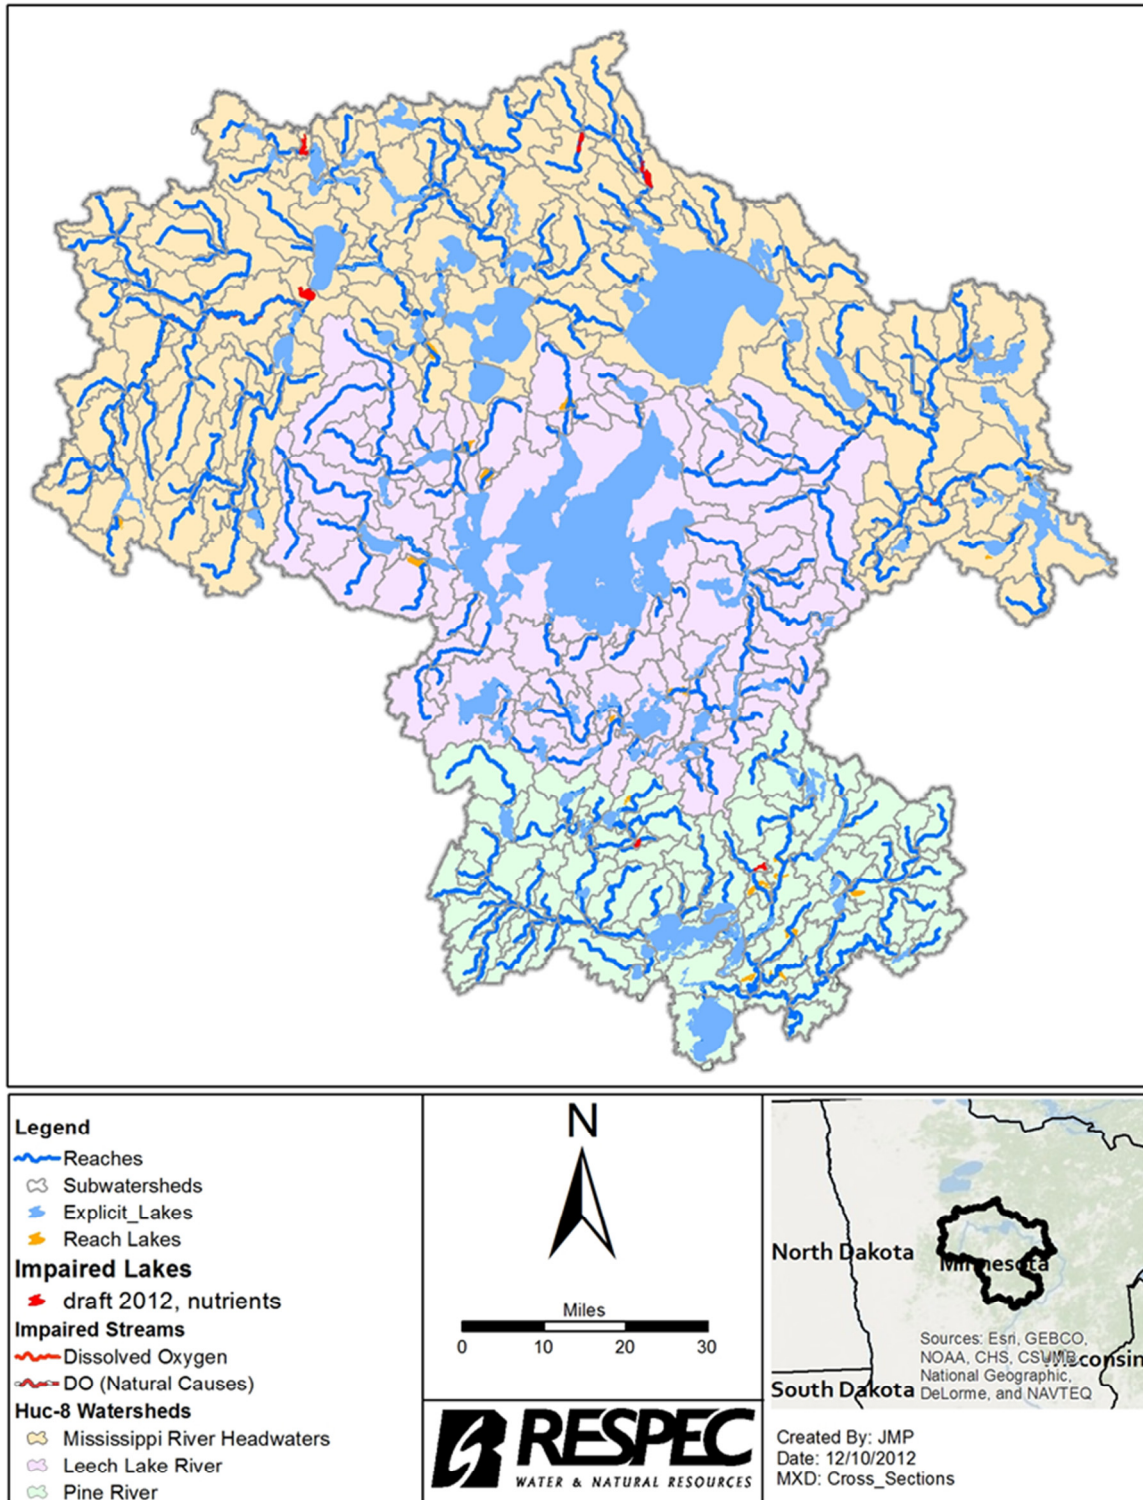 Legend
Reaches
Subwatersheds
Explicit_Lakes
Reach Lakes
Impaired Lakes
draft 2012, nutrients
Impaired Streams
Dissolved Oxygen
DO (Natural Causes)
Huc-8 Watersheds
Mississippi River Headwaters
Leech Lake River
Pine River
N
Miles
0 10 20 30
RESPEC
WATER & NATURAL RESOURCES
North Dakota
Minnesota
Wisconsin
South Dakota
Sources: Esri, GEBCO,
NOAA, CHS, CSUMB,
National Geographic,
DeLorme, and NAVTEQ
Created By: JMP
Date: 12/10/2012
MXD: Cross_Sections